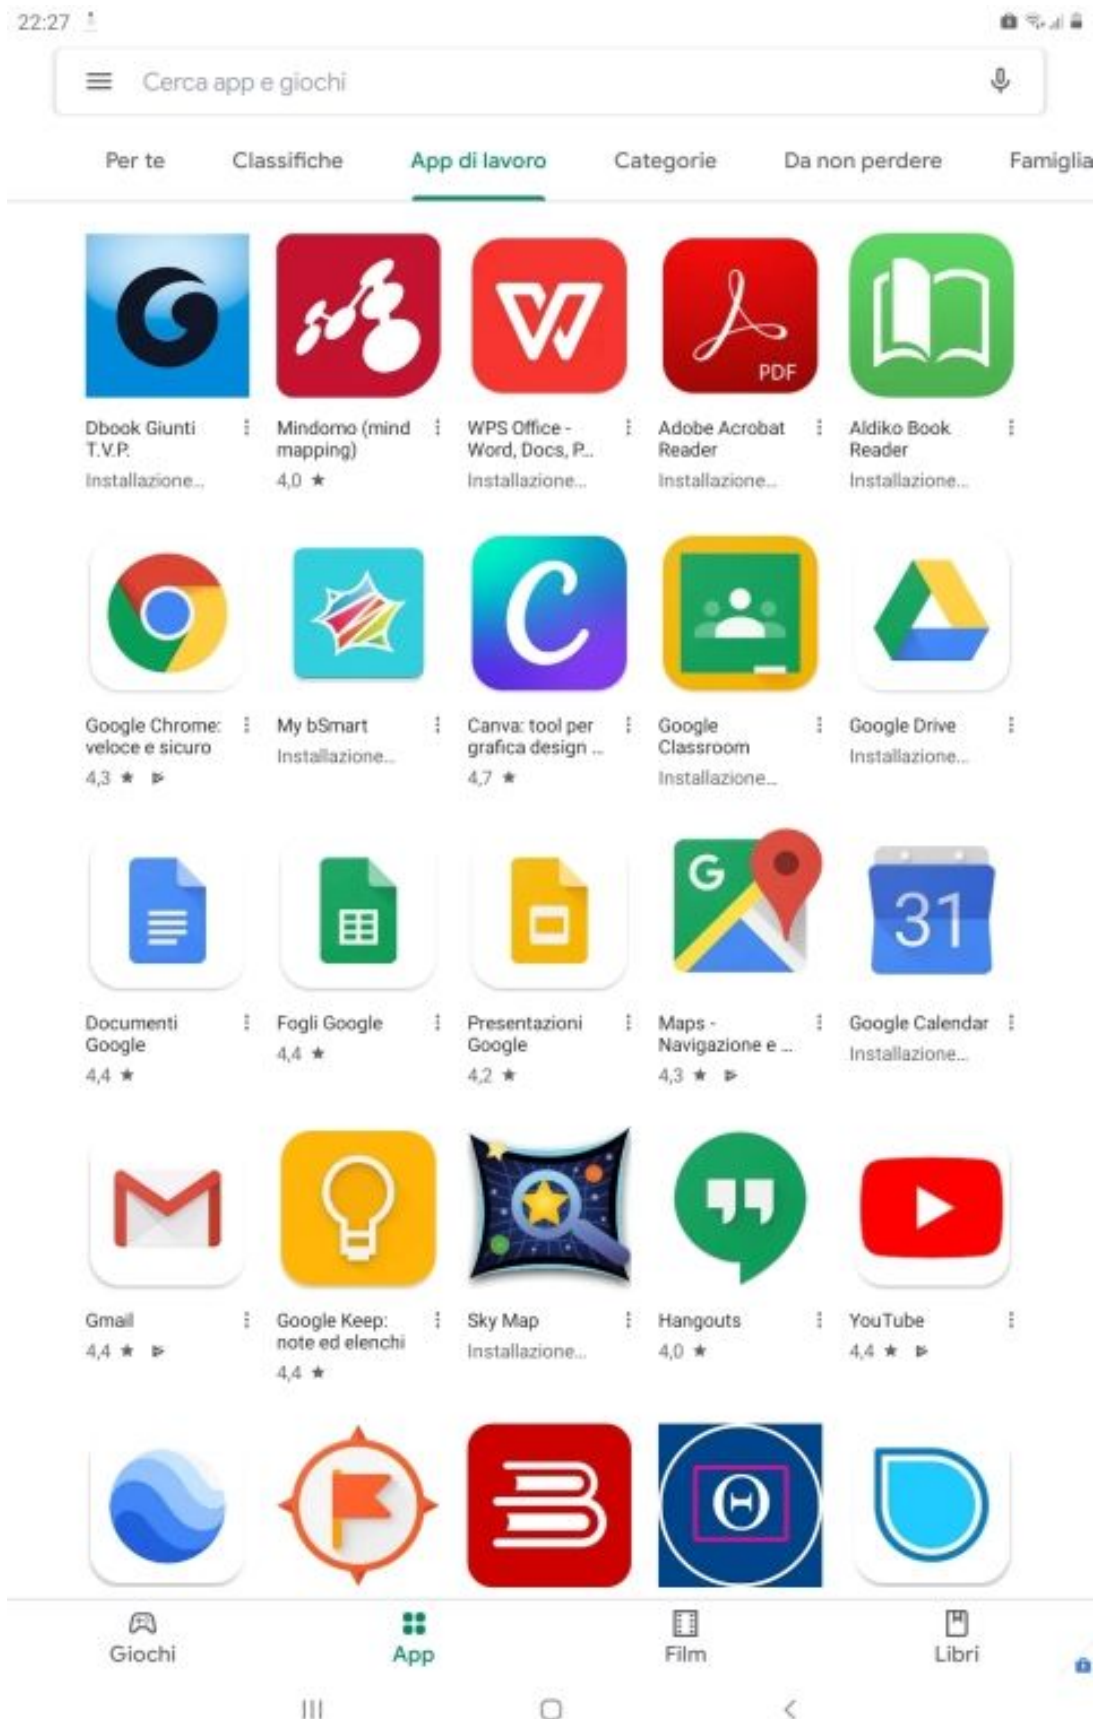 22:27
Cerca app e giochi
Per te Classifiche App di lavoro Categorie Da non perdere Famiglia
PDF
Dbook Giunti
T.V.P.
Installazione...
Mindomo (mind
mapping)
4,0 ★
WPS Office -
Word, Docs, P...
Installazione...
Adobe Acrobat
Reader
Installazione...
Aldiko Book
Reader
Installazione...
Google Chrome:
veloce e sicuro
4,3 ★
My bSmart
Installazione...
Canva: tool per
grafica design ...
4,7 ★
Google
Classroom
Installazione...
Google Drive
Installazione...
G
31
Documenti
Google
4,4 ★
Fogli Google
4,4 ★
Presentazioni
Google
4,2 ★
Maps -
Navigazione e ...
4,3 ★
Google Calendar
Installazione...
Gmail
4,4 ★
Google Keep:
note ed elenchi
4,4 ★
Sky Map
Installazione...
Hangouts
4,0 ★
YouTube
4,4 ★
Θ
Giochi App Film Libri